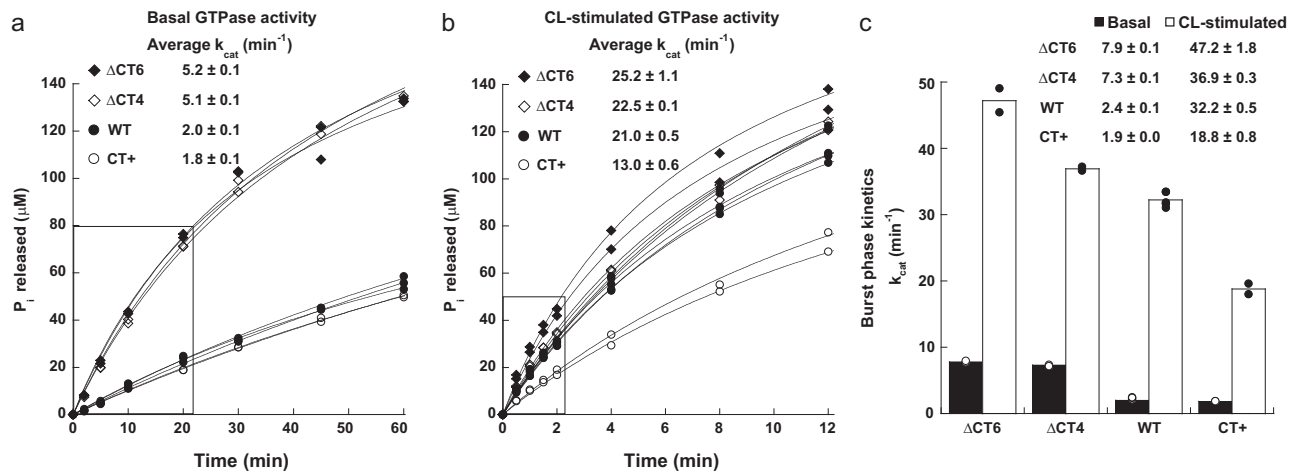 a
Basal GTPase activity
Average k_cat (min⁻¹)
ΔCT6 5.2 ± 0.1
ΔCT4 5.1 ± 0.1
WT 2.0 ± 0.1
CT+ 1.8 ± 0.1
P_i released (μM)
140
120
100
80
60
40
20
0
0 10 20 30 40 50 60
Time (min)
b
CL-stimulated GTPase activity
Average k_cat (min⁻¹)
ΔCT6 25.2 ± 1.1
ΔCT4 22.5 ± 0.1
WT 21.0 ± 0.5
CT+ 13.0 ± 0.6
P_i released (μM)
140
120
100
80
60
40
20
0
0 2 4 6 8 10 12
Time (min)
c
Basal CL-stimulated
ΔCT6 7.9 ± 0.1 47.2 ± 1.8
ΔCT4 7.3 ± 0.1 36.9 ± 0.3
WT 2.4 ± 0.1 32.2 ± 0.5
CT+ 1.9 ± 0.0 18.8 ± 0.8
Burst phase kinetics
k_cat (min⁻¹)
50
40
30
20
10
0
ΔCT6 ΔCT4 WT CT+